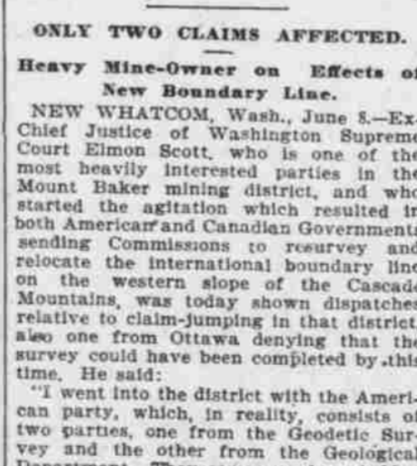 ONLY TWO CLAIMS AFFECTED.
Heavy Mine-Owner on Effects of
New Boundary Line.
NEW WHATCOM, Wash., June 8.—Ex-
Chief Justice of Washington Supreme
Court Elmon Scott, who is one of the
most heavily interested parties in the
Mount Baker mining district, and who
started the agitation which resulted in
both American and Canadian Governments
sending Commissions to resurvey and
relocate the international boundary line
on the western slope of the Cascade
Mountains, was today shown dispatches
relative to claim-jumping in that district,
also one from Ottawa denying that the
survey could have been completed by this
time. He said:
"I went into the district with the Ameri-
can party, which, in reality, consists of
two parties, one from the Geodetic Sur-
vey and the other from the Geological